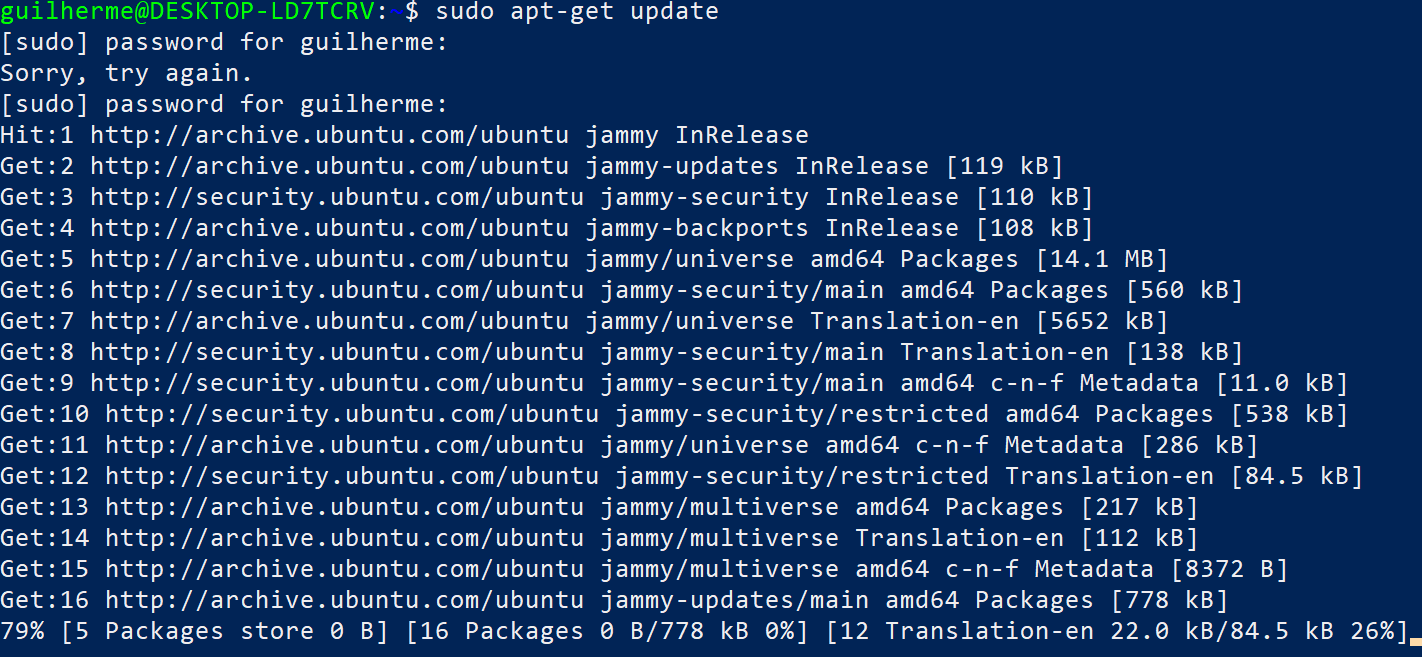 guilherme@DESKTOP-LD7TCRV:~$ sudo apt-get update
[sudo] password for guilherme:
Sorry, try again.
[sudo] password for guilherme:
Hit:1 http://archive.ubuntu.com/ubuntu jammy InRelease
Get:2 http://archive.ubuntu.com/ubuntu jammy-updates InRelease [119 kB]
Get:3 http://security.ubuntu.com/ubuntu jammy-security InRelease [110 kB]
Get:4 http://archive.ubuntu.com/ubuntu jammy-backports InRelease [108 kB]
Get:5 http://archive.ubuntu.com/ubuntu jammy/universe amd64 Packages [14.1 MB]
Get:6 http://security.ubuntu.com/ubuntu jammy-security/main amd64 Packages [560 kB]
Get:7 http://archive.ubuntu.com/ubuntu jammy/universe Translation-en [5652 kB]
Get:8 http://security.ubuntu.com/ubuntu jammy-security/main Translation-en [138 kB]
Get:9 http://security.ubuntu.com/ubuntu jammy-security/main amd64 c-n-f Metadata [11.0 kB]
Get:10 http://security.ubuntu.com/ubuntu jammy-security/restricted amd64 Packages [538 kB]
Get:11 http://archive.ubuntu.com/ubuntu jammy/universe amd64 c-n-f Metadata [286 kB]
Get:12 http://security.ubuntu.com/ubuntu jammy-security/restricted Translation-en [84.5 kB]
Get:13 http://archive.ubuntu.com/ubuntu jammy/multiverse amd64 Packages [217 kB]
Get:14 http://archive.ubuntu.com/ubuntu jammy/multiverse Translation-en [112 kB]
Get:15 http://archive.ubuntu.com/ubuntu jammy/multiverse amd64 c-n-f Metadata [8372 B]
Get:16 http://archive.ubuntu.com/ubuntu jammy-updates/main amd64 Packages [778 kB]
79% [5 Packages store 0 B] [16 Packages 0 B/778 kB 0%] [12 Translation-en 22.0 kB/84.5 kB 26%]